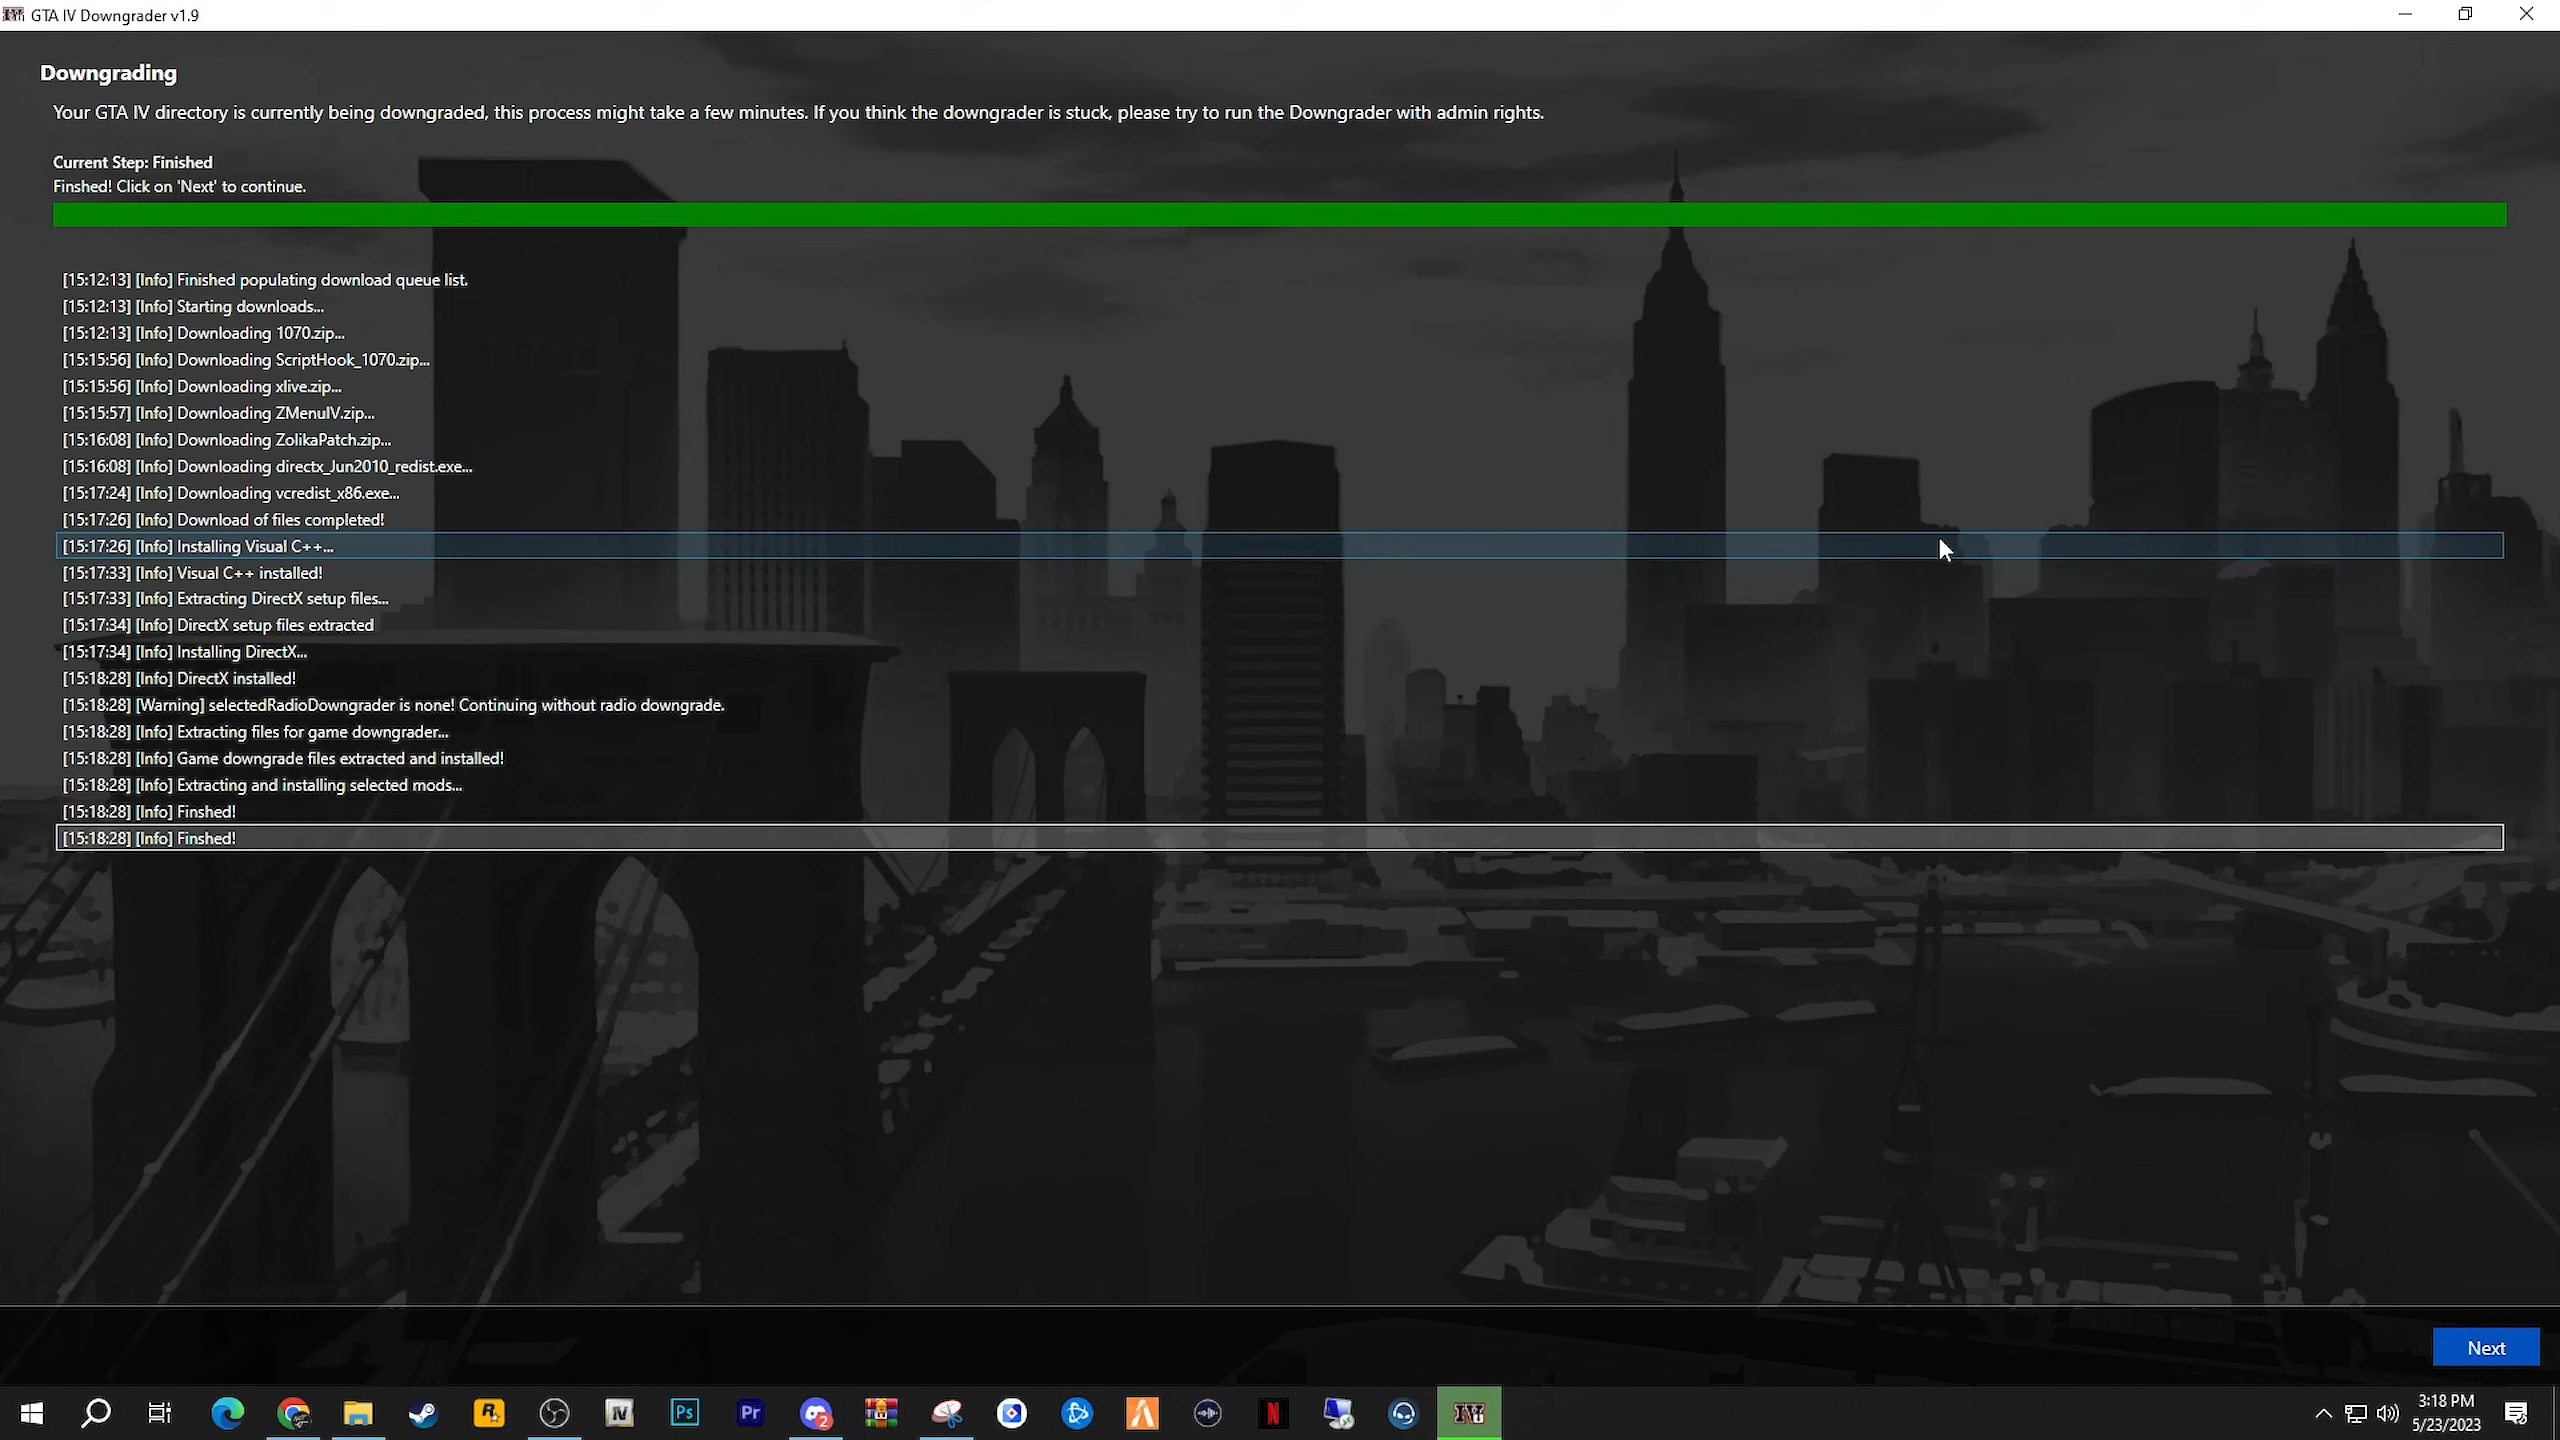 GTA IV Downgrader v1.9
Downgrading
Your GTA IV directory is currently being downgraded, this process might take a few minutes. If you think the downgrader is stuck, please try to run the Downgrader with admin rights.
Current Step: Finished
Finshed! Click on 'Next' to continue.
[15:12:13] [Info] Finished populating download queue list.
[15:12:13] [Info] Starting downloads...
[15:12:13] [Info] Downloading 1070.zip...
[15:15:56] [Info] Downloading ScriptHook_1070.zip...
[15:15:56] [Info] Downloading xlive.zip...
[15:15:57] [Info] Downloading ZMenuIV.zip...
[15:16:08] [Info] Downloading ZolikaPatch.zip...
[15:16:08] [Info] Downloading directx_Jun2010_redist.exe...
[15:17:24] [Info] Downloading vcredist_x86.exe...
[15:17:26] [Info] Download of files completed!
[15:17:26] [Info] Installing Visual C++...
[15:17:33] [Info] Visual C++ installed!
[15:17:33] [Info] Extracting DirectX setup files...
[15:17:34] [Info] DirectX setup files extracted
[15:17:34] [Info] Installing DirectX...
[15:18:28] [Info] DirectX installed!
[15:18:28] [Warning] selectedRadioDowngrader is none! Continuing without radio downgrade.
[15:18:28] [Info] Extracting files for game downgrader...
[15:18:28] [Info] Game downgrade files extracted and installed!
[15:18:28] [Info] Extracting and installing selected mods...
[15:18:28] [Info] Finshed!
[15:18:28] [Info] Finshed!
Next
R
IV
Ps
Pr
2
N
IV
3:18 PM
5/23/2023